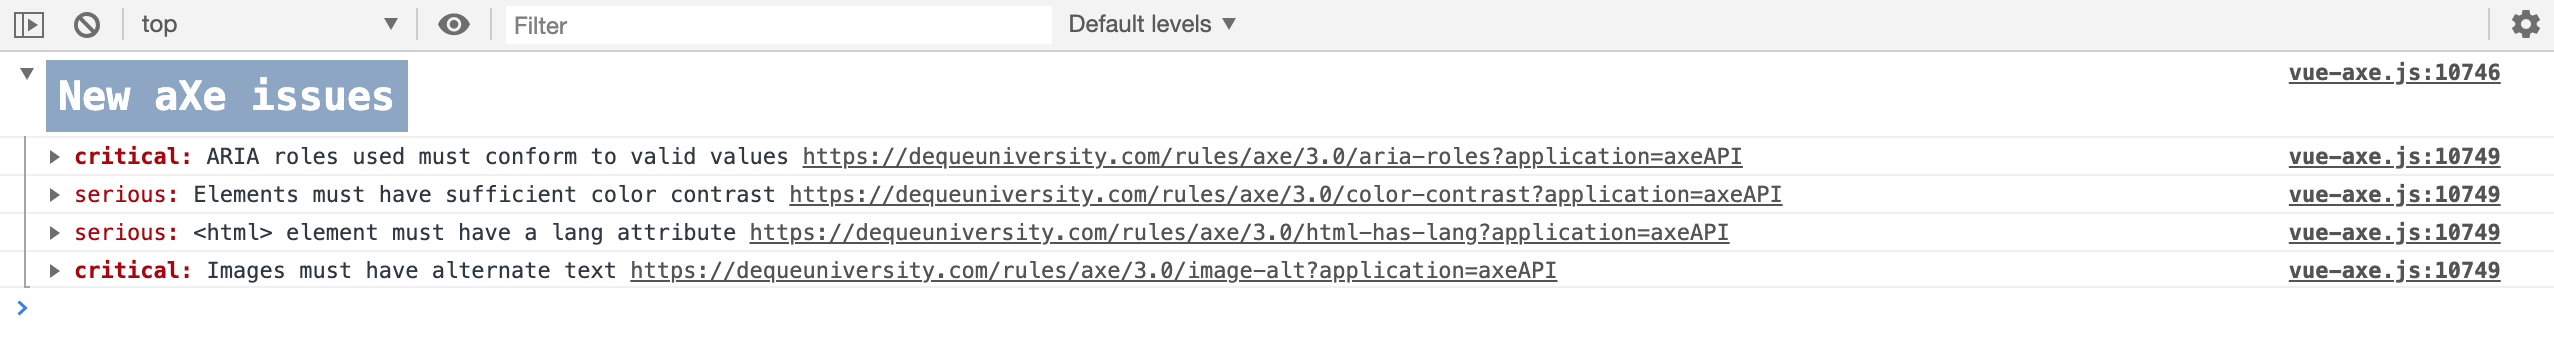 top Filter Default levels
New aXe issues vue-axe.js:10746
critical: ARIA roles used must conform to valid values https://dequeuniversity.com/rules/axe/3.0/aria-roles?application=axeAPI vue-axe.js:10749
serious: Elements must have sufficient color contrast https://dequeuniversity.com/rules/axe/3.0/color-contrast?application=axeAPI vue-axe.js:10749
serious: <html> element must have a lang attribute https://dequeuniversity.com/rules/axe/3.0/html-has-lang?application=axeAPI vue-axe.js:10749
critical: Images must have alternate text https://dequeuniversity.com/rules/axe/3.0/image-alt?application=axeAPI vue-axe.js:10749